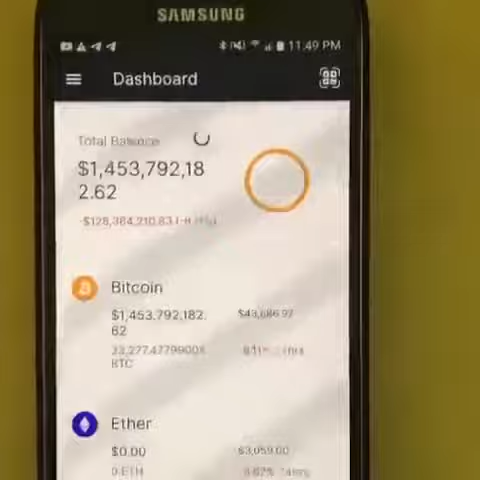 SAMSUNG
11:49 PM
Dashboard
Total Balance
$1,453,792,18
2.62
Bitcoin
$1,453,792,182.
62
BTC
Ether
$0.00
$3,059.00
0 ETH